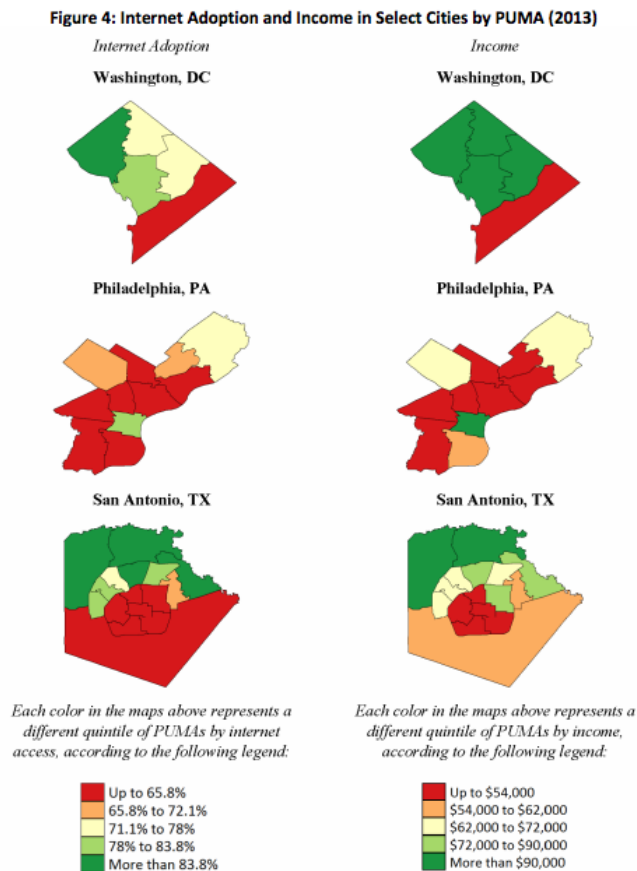 Figure 4: Internet Adoption and Income in Select Cities by PUMA (2013)
Internet Adoption
Income
Washington, DC
Washington, DC
Philadelphia, PA
Philadelphia, PA
San Antonio, TX
San Antonio, TX
Each color in the maps above represents a
different quintile of PUMAs by internet
access, according to the following legend:
Each color in the maps above represents a
different quintile of PUMAs by income,
according to the following legend:
Up to 65.8%
65.8% to 72.1%
71.1% to 78%
78% to 83.8%
More than 83.8%
Up to $54,000
$54,000 to $62,000
$62,000 to $72,000
$72,000 to $90,000
More than $90,000